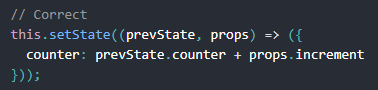 // Correct
this.setState((prevState, props) => ({
  counter: prevState.counter + props.increment
}));